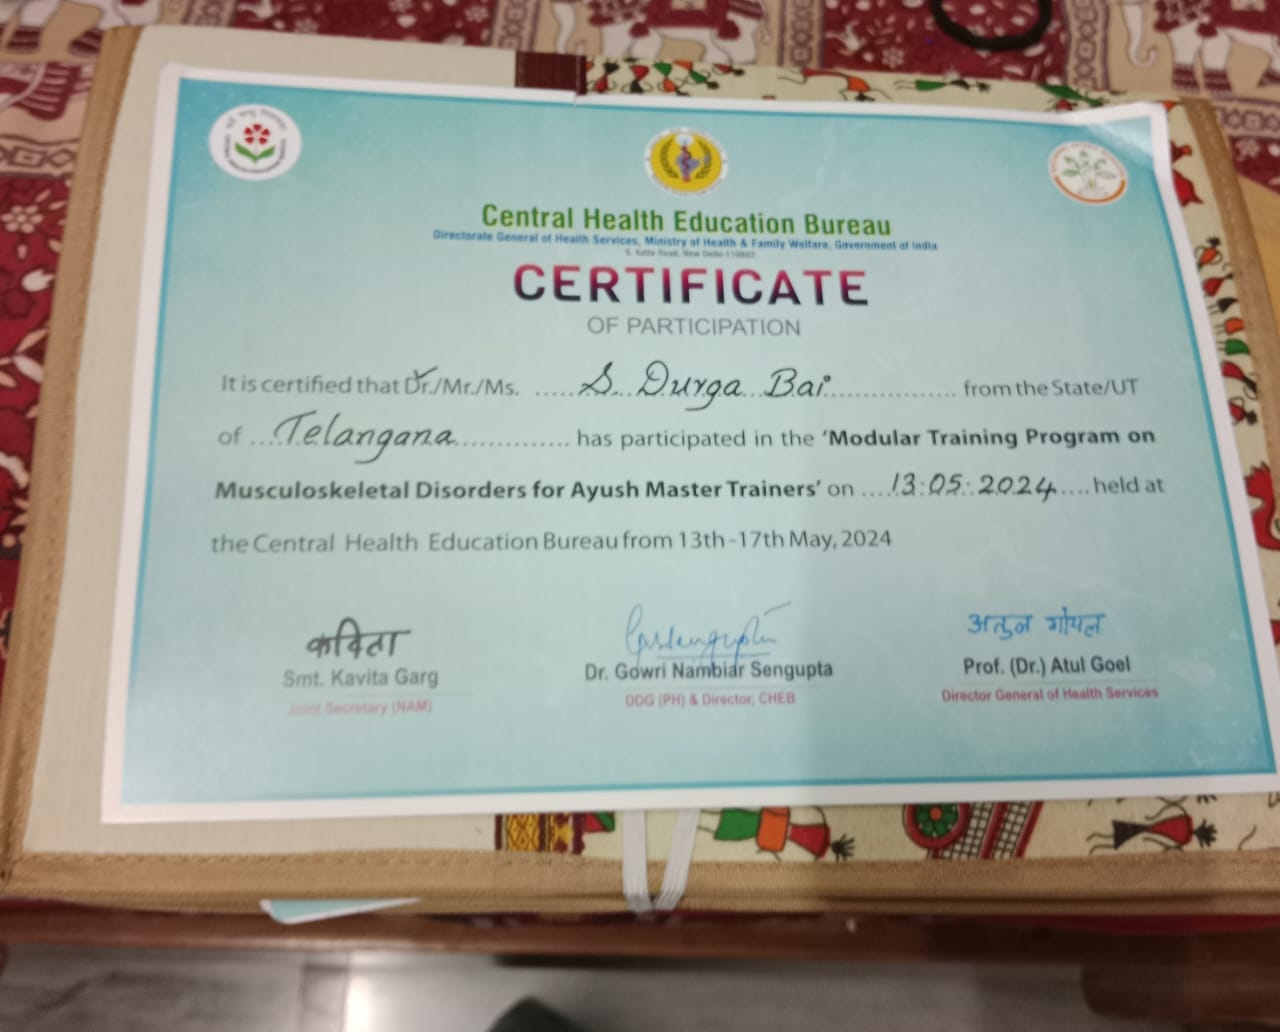 Central Health Education Bureau
Directorate General of Health Services, Ministry of Health & Family Welfare, Government of India
CERTIFICATE
OF PARTICIPATION
It is certified that Dr./Mr./Ms. .....S. Durga Bai................. from the State/UT
of ....Telangana.............. has participated in the ‘Modular Training Program on
Musculoskeletal Disorders for Ayush Master Trainers’ on ....13:05:2024.... held at
the Central Health Education Bureau from 13th-17th May, 2024
कविता
Smt. Kavita Garg
Joint Secretary (NAM)
Dr. Gowri Nambiar Sengupta
DDG (PH) & Director, CHEB
अतुल गोयल
Prof. (Dr.) Atul Goel
Director General of Health Services